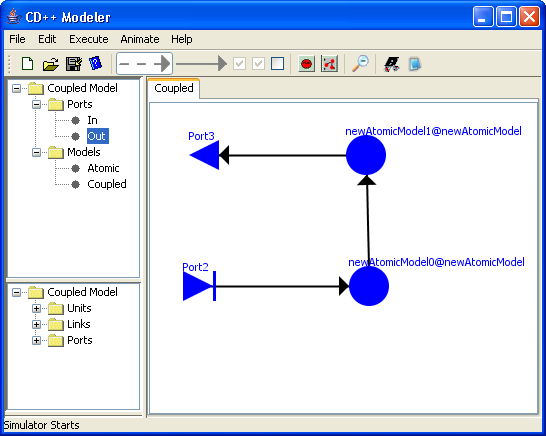 CD++ Modeler
File Edit Execute Animate Help
Coupled Model
Ports
In
Out
Models
Atomic
Coupled
Coupled Model
Units
Links
Ports
Coupled
Port3
newAtomicModel1@newAtomicModel
Port2
newAtomicModel0@newAtomicModel
Simulator Starts